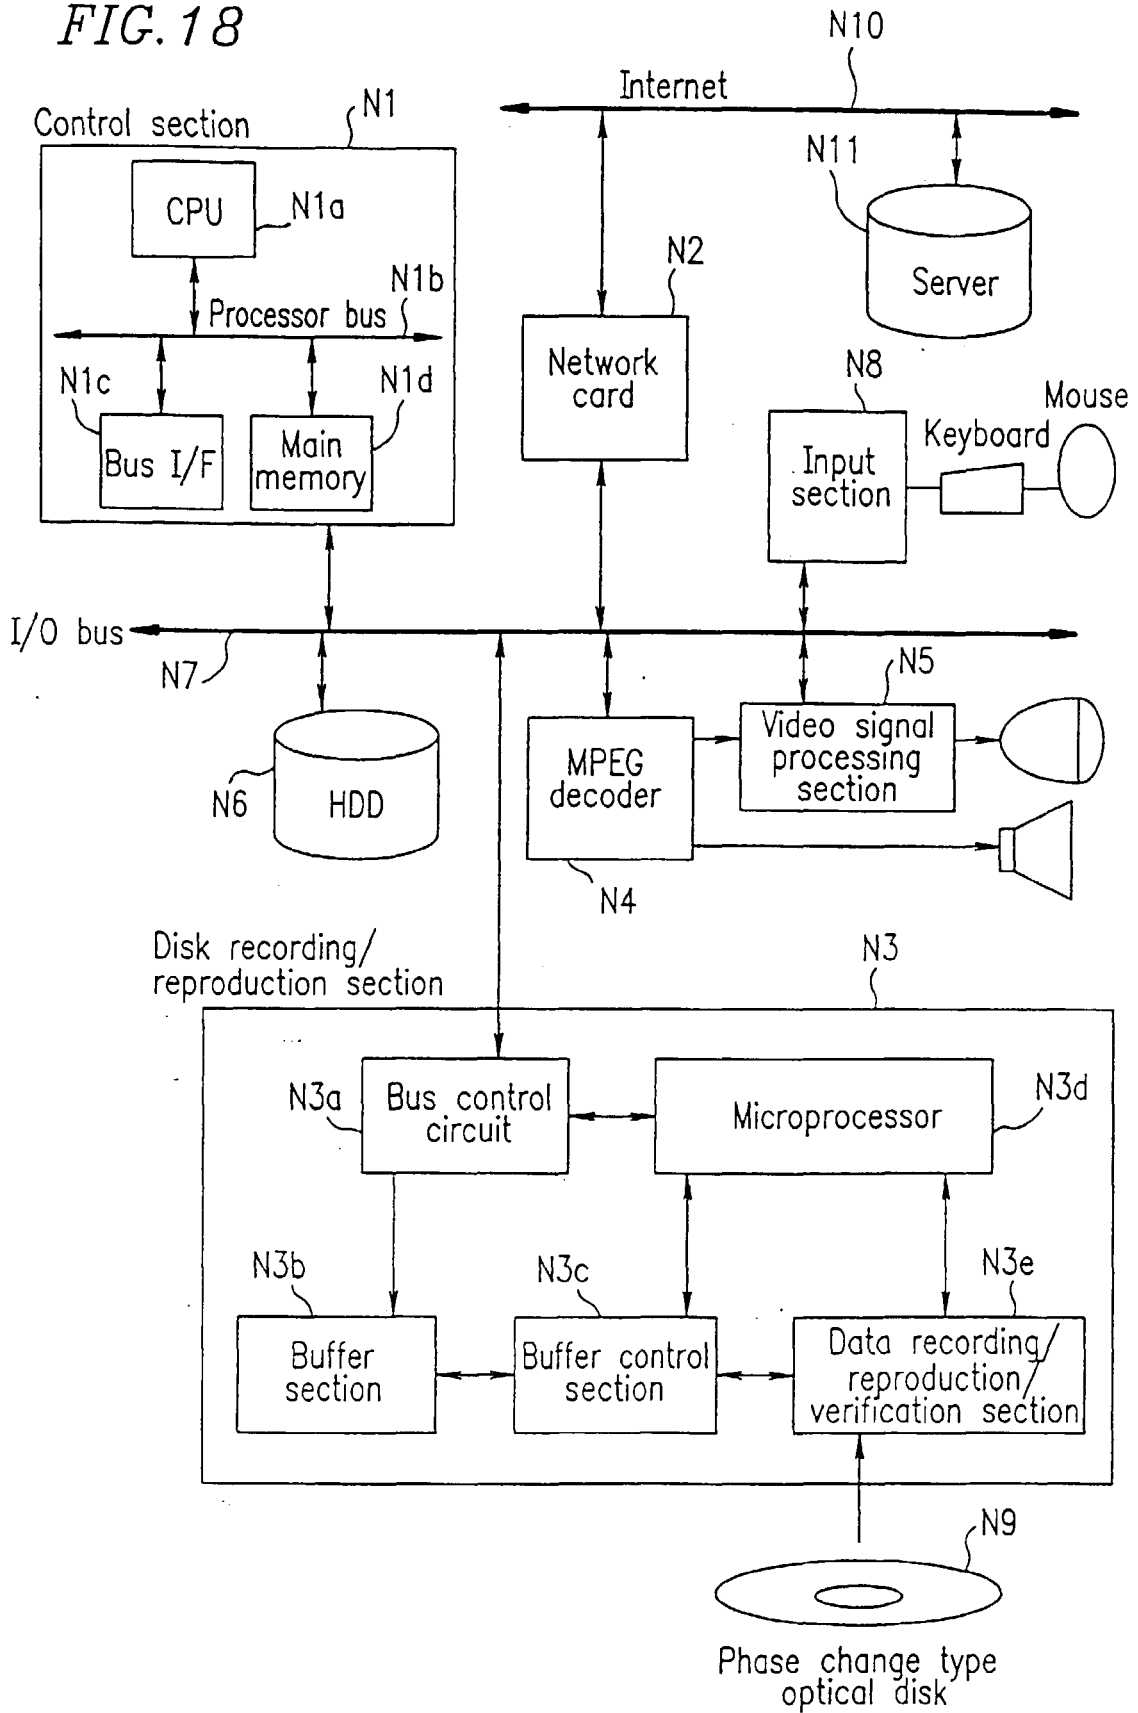 FIG. 18
N10
Internet
N1
Control section
N11
CPU
N1a
Server
N2
N1b
Processor bus
Network
card
N8
N1c
N1d
Mouse
Keyboard
Bus I/F
Main
memory
Input
section
I/O bus
N7
N5
Video signal
processing
section
MPEG
decoder
N6
HDD
N4
Disk recording/
reproduction section
N3
N3a
Bus control
circuit
Microprocessor
N3d
N3b
N3c
N3e
Buffer
section
Buffer control
section
Data recording/
reproduction/
verification section
N9
Phase change type
optical disk